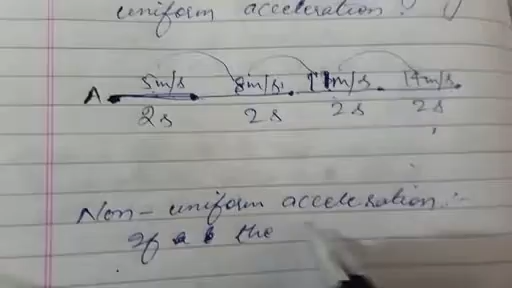 uniform acceleration.
5m/s 8m/s 11m/s 14m/s
A
2s 2s 2s 2s
Non-uniform acceleration :-
If the